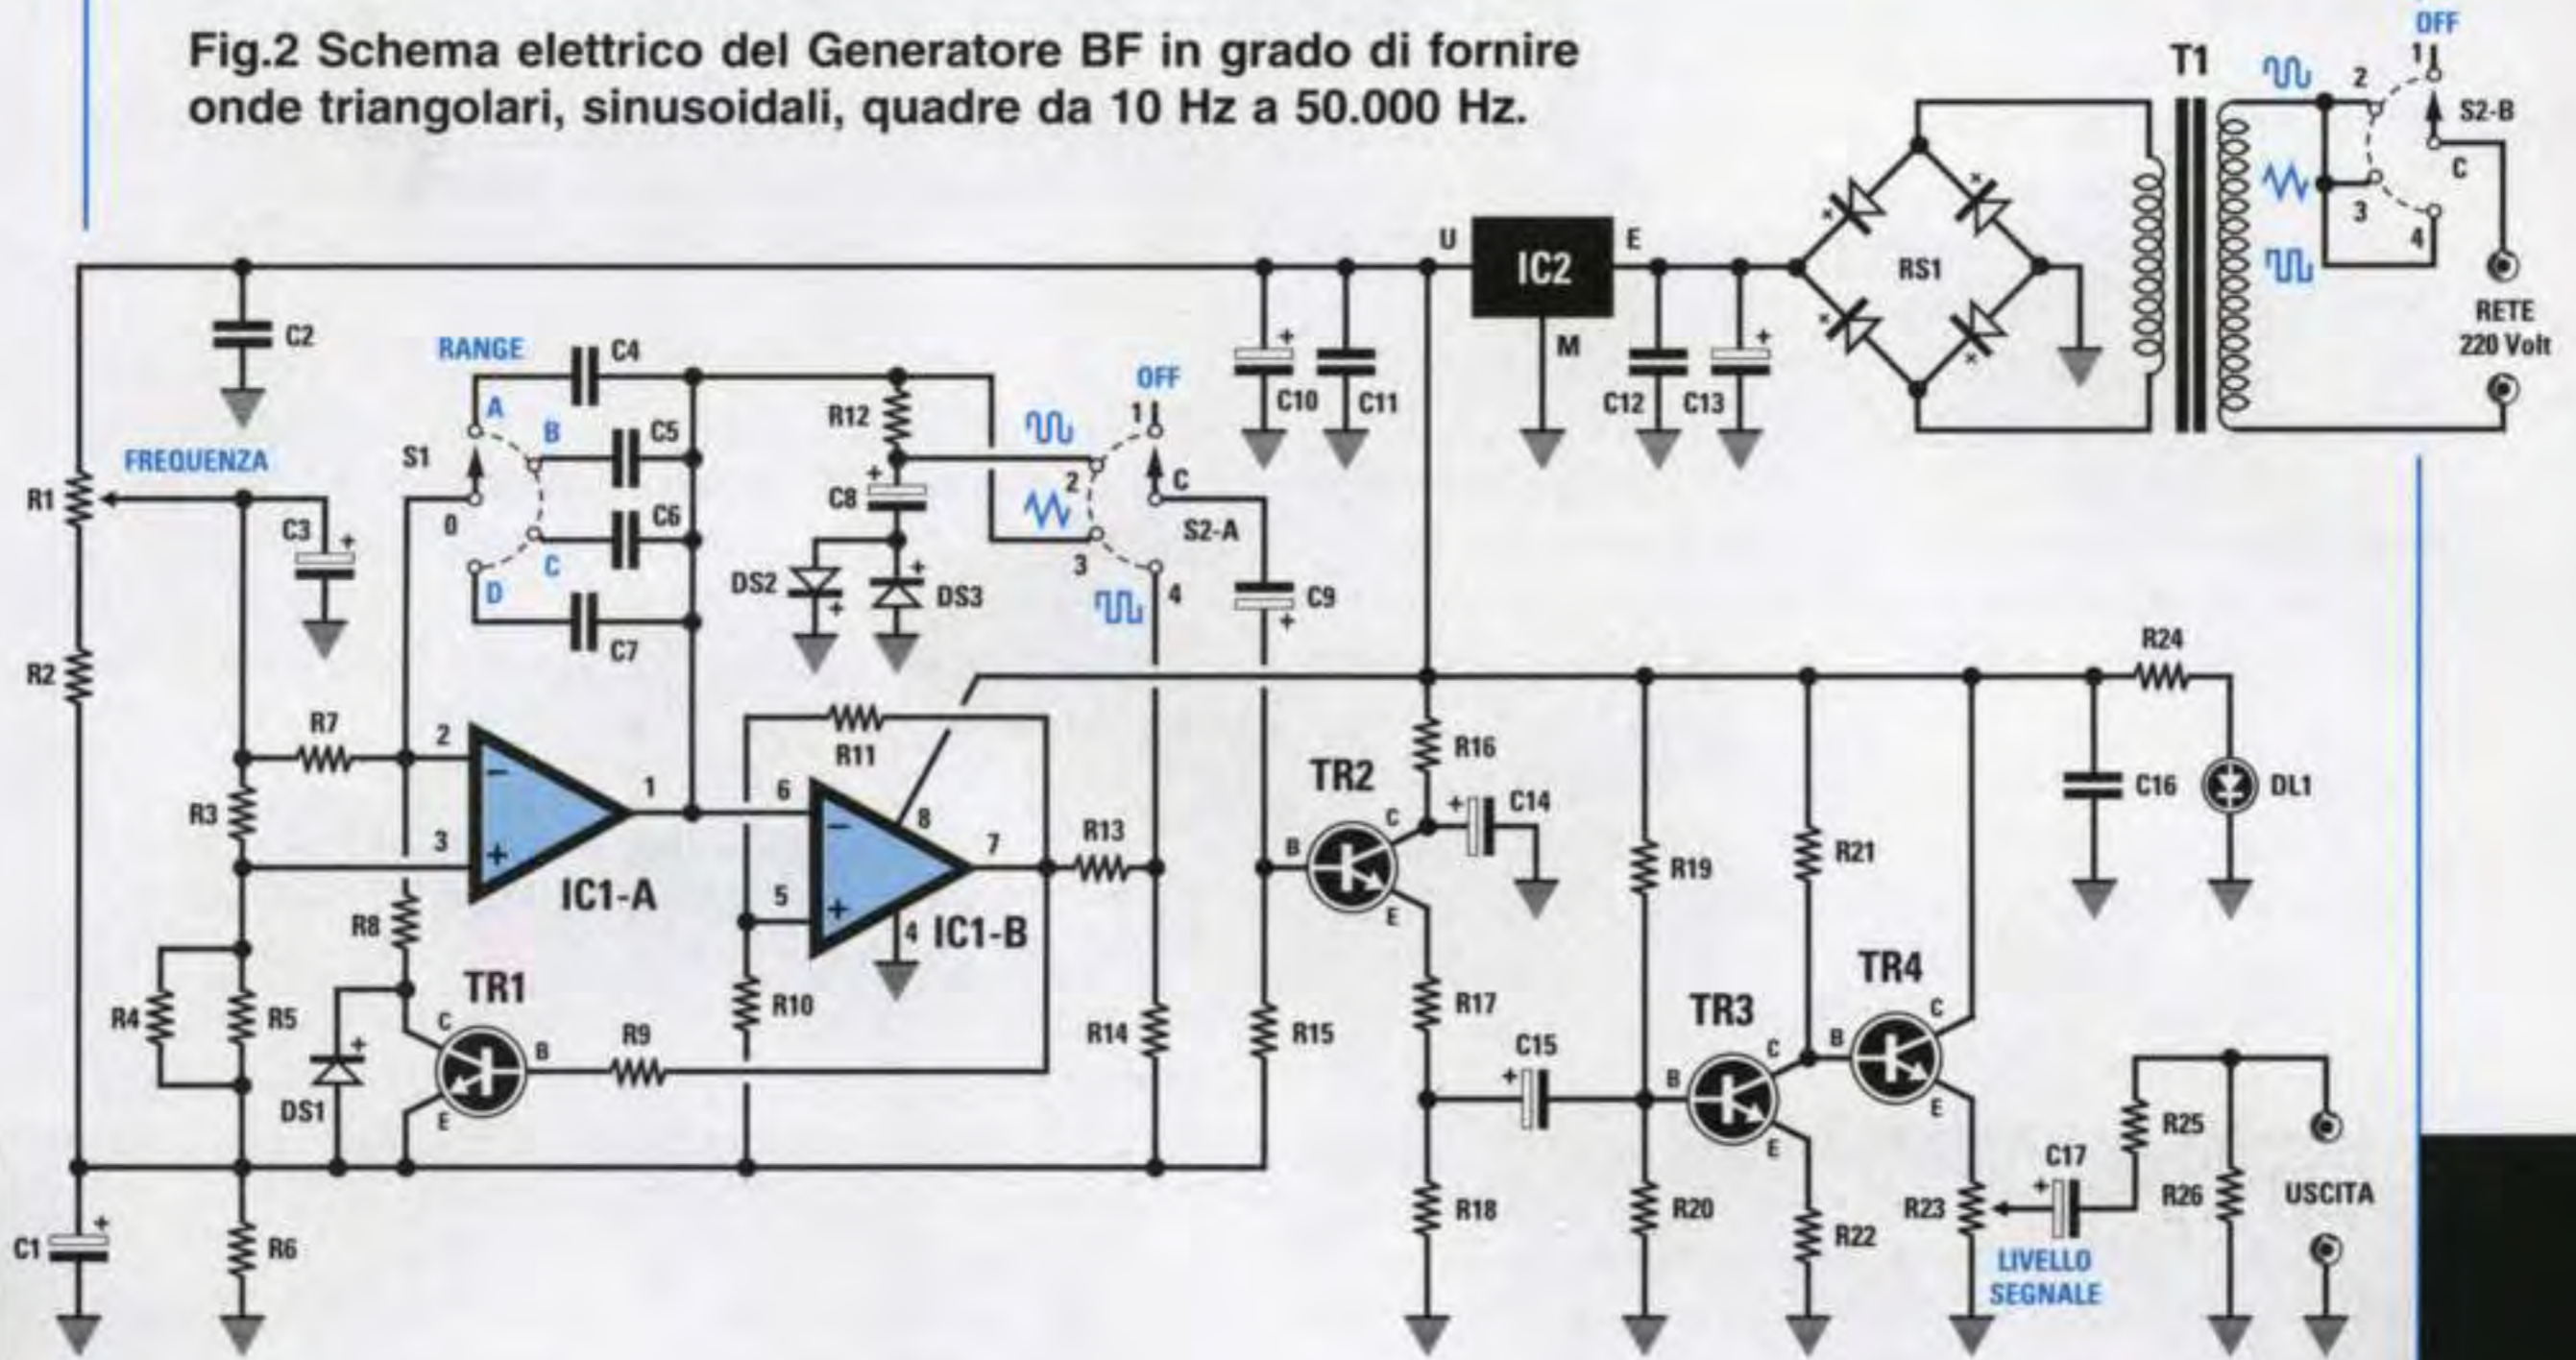 Fig.2 Schema elettrico del Generatore BF in grado di fornire
onde triangolari, sinusoidali, quadre da 10 Hz a 50.000 Hz.
OFF
T1
1
2
S2-B
C
3
4
RETE
220 Volt
U
IC2
E
M
RS1
C2
RANGE
C4
A
B
C5
S1
0
C
C6
D
C7
R12
C8
+
DS2
+
DS3
+
OFF
1
2
C
3
S2-A
4
C9
+
C10
+
C11
C12
C13
+
FREQUENZA
R1
C3
+
R2
R7
2
R3
3
-
+
1
IC1-A
R11
6
5
-
+
8
4
7
IC1-B
R13
R8
R4
R5
DS1
+
TR1
C
B
E
R9
R10
R14
R15
C1
+
R6
TR2
B
C
E
R16
C14
+
R17
C15
+
R18
R19
R20
R21
TR3
B
C
E
R22
TR4
B
C
E
R23
LIVELLO
SEGNALE
C17
+
R24
C16
DL1
R25
R26
USCITA